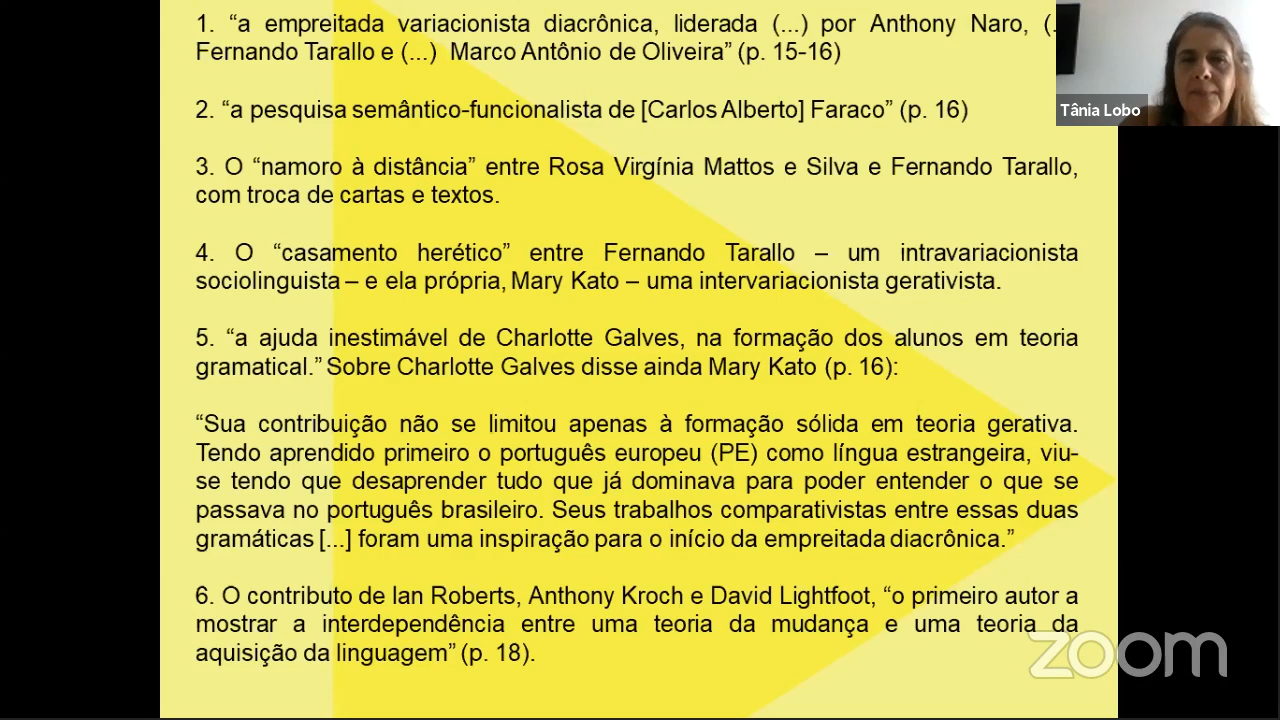 1. “a empreitada variacionista diacrônica, liderada (...) por Anthony Naro, (..
Fernando Tarallo e (...) Marco Antônio de Oliveira” (p. 15-16)
2. “a pesquisa semântico-funcionalista de [Carlos Alberto] Faraco” (p. 16)
3. O “namoro à distância” entre Rosa Virgínia Mattos e Silva e Fernando Tarallo,
com troca de cartas e textos.
4. O “casamento herético” entre Fernando Tarallo – um intravariacionista
sociolinguista – e ela própria, Mary Kato – uma intervariacionista gerativista.
5. “a ajuda inestimável de Charlotte Galves, na formação dos alunos em teoria
gramatical.” Sobre Charlotte Galves disse ainda Mary Kato (p. 16):
“Sua contribuição não se limitou apenas à formação sólida em teoria gerativa.
Tendo aprendido primeiro o português europeu (PE) como língua estrangeira, viu-
se tendo que desaprender tudo que já dominava para poder entender o que se
passava no português brasileiro. Seus trabalhos comparativistas entre essas duas
gramáticas [...] foram uma inspiração para o início da empreitada diacrônica.”
6. O contributo de Ian Roberts, Anthony Kroch e David Lightfoot, “o primeiro autor a
mostrar a interdependência entre uma teoria da mudança e uma teoria da
aquisição da linguagem” (p. 18).
Tânia Lobo
zoom